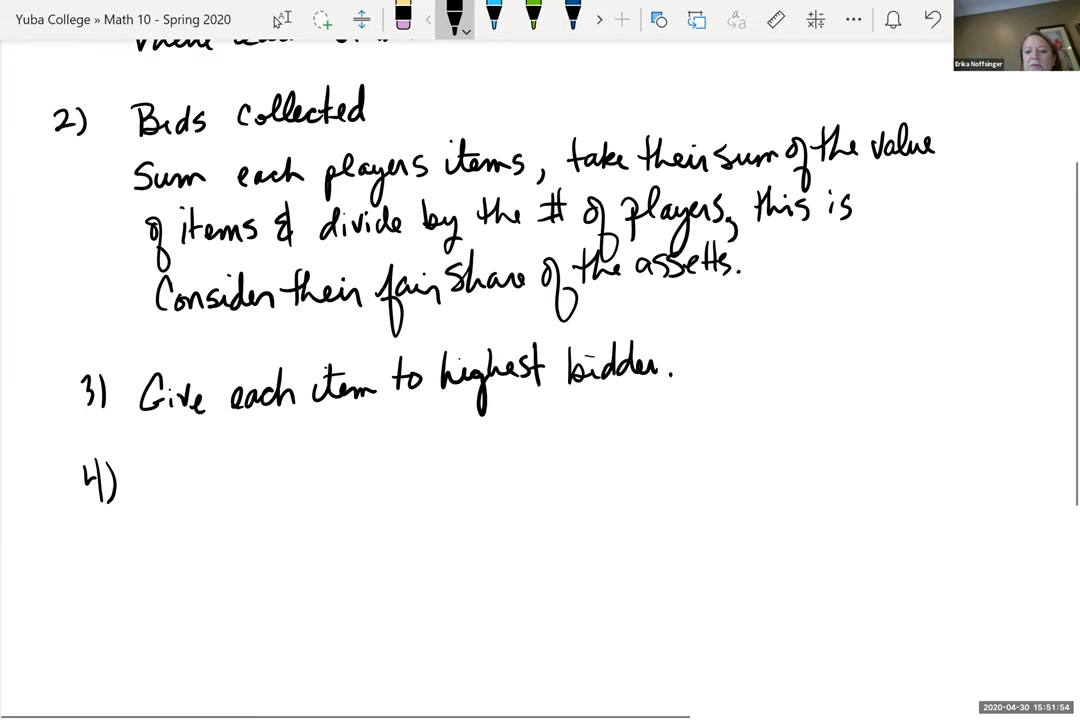 Yuba College » Math 10 - Spring 2020
Erika Noffsinger
2) Bids collected
Sum each players items, take their sum of the value
of items & divide by the # of players, this is
Consider their fair share of the assetts.
3) Give each item to highest bidder.
4)
2020-04-30 15:51:54